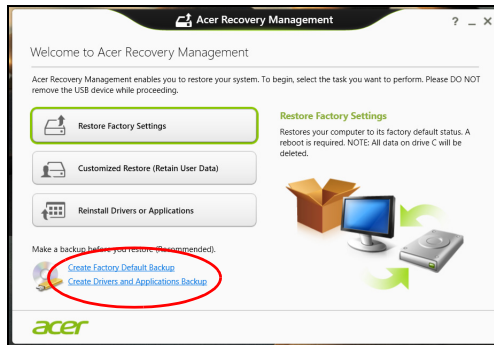 Acer Recovery Management
? _ X
Welcome to Acer Recovery Management
Acer Recovery Management enables you to restore your system. To begin, select the task you want to perform. Please DO NOT
remove the USB device while proceeding.
Restore Factory Settings
Customized Restore (Retain User Data)
Reinstall Drivers or Applications
Restore Factory Settings
Restores your computer to its factory default status. A
reboot is required. NOTE: All data on drive C will be
deleted.
Make a backup before you restore (Recommended).
Create Factory Default Backup
Create Drivers and Applications Backup
acer